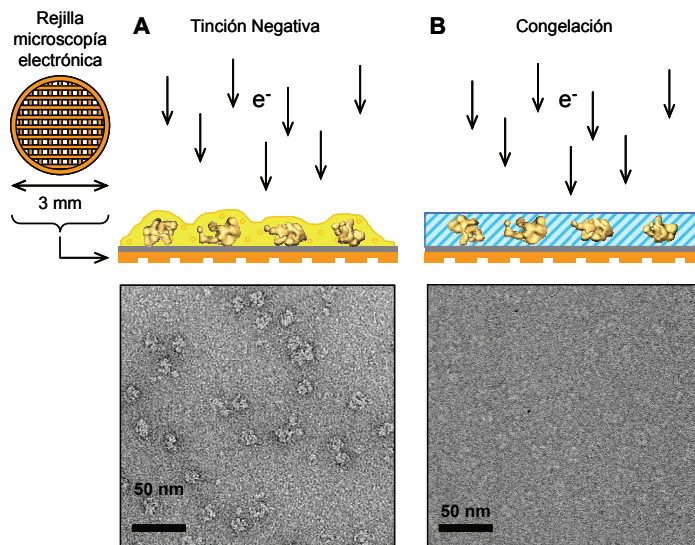 Rejilla
microscopía
electrónica
3 mm
A
Tinción Negativa
e-
50 nm
B
Congelación
e-
50 nm